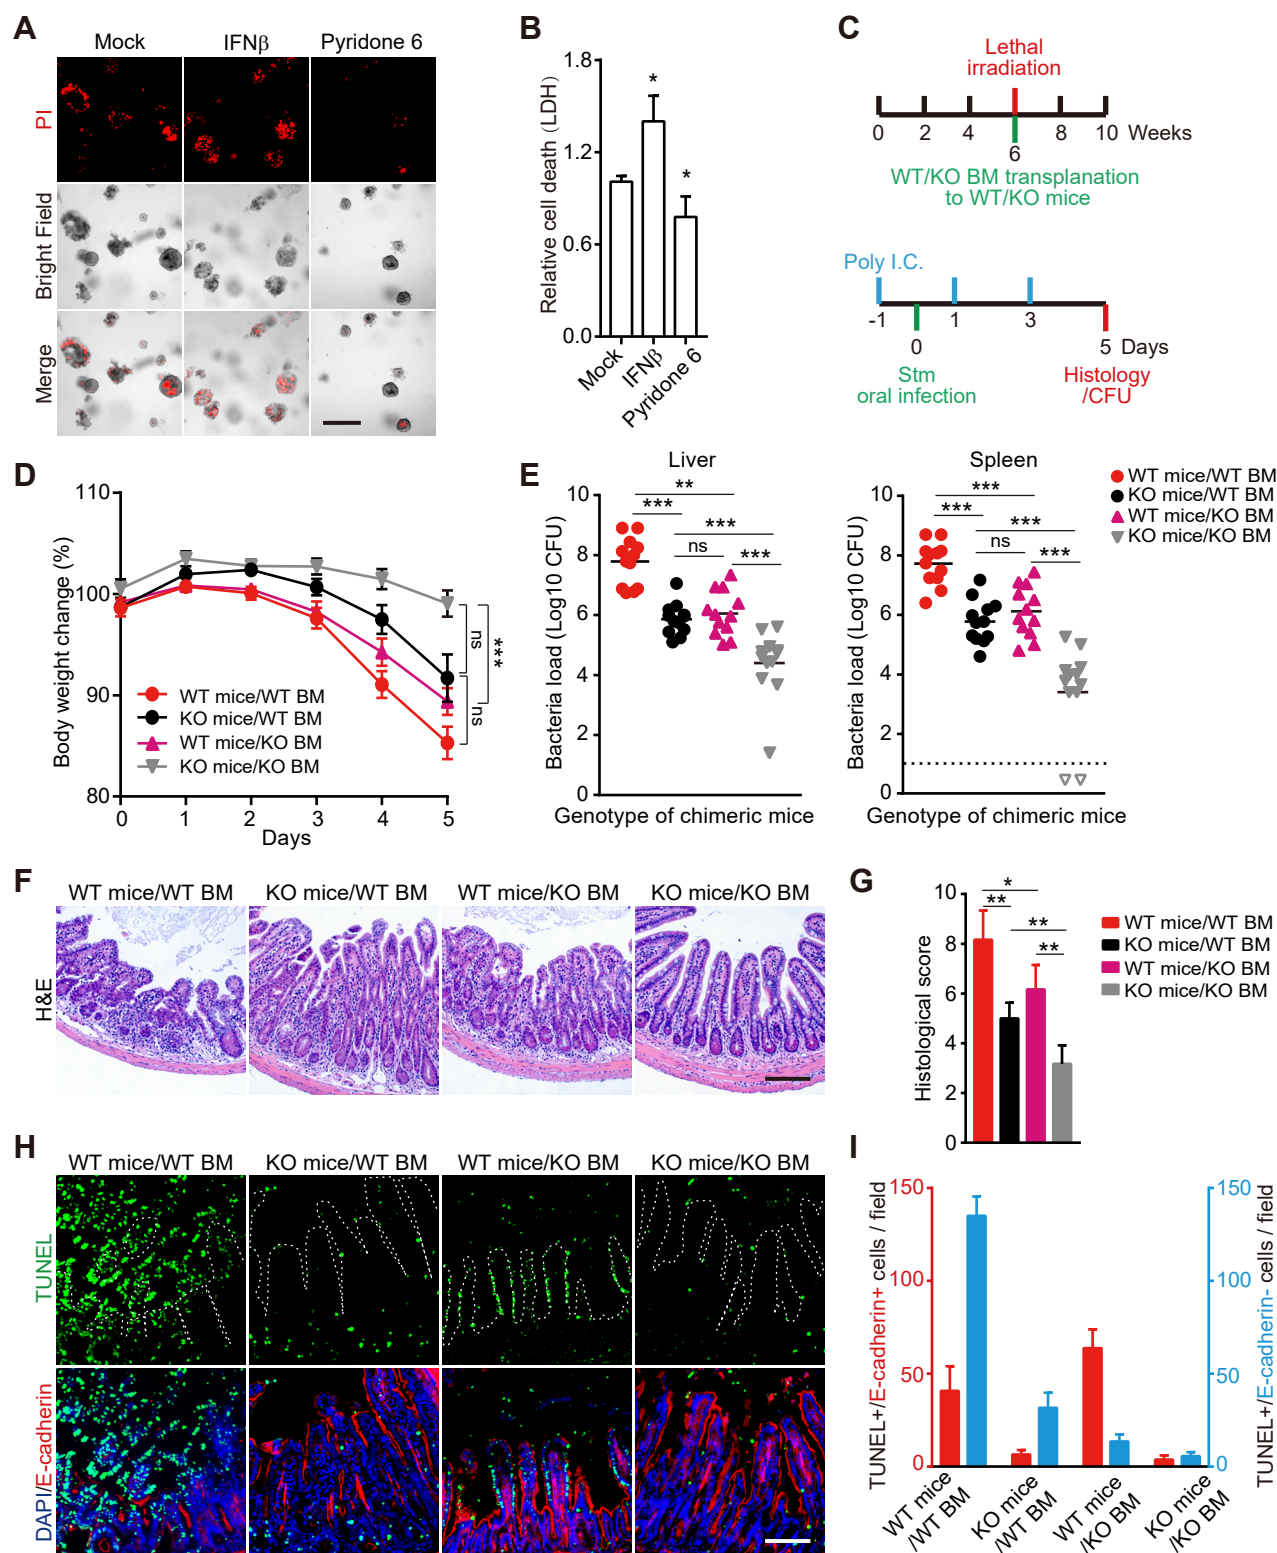 A
Mock
IFNβ
Pyridone 6
PI
Bright Field
Merge
B
Relative cell death (LDH)
1.8
1.2
0.6
0.0
*
*
Mock
IFNβ
Pyridone 6
C
Lethal
irradiation
0
2
4
6
8
10
Weeks
WT/KO BM transplanation
to WT/KO mice
Poly I.C.
-1
0
1
3
5
Days
Stm
oral infection
Histology
/CFU
D
Body weight change (%)
110
100
90
80
0
1
2
3
4
5
Days
WT mice/WT BM
KO mice/WT BM
WT mice/KO BM
KO mice/KO BM
ns
***
ns
E
Liver
Bacteria load (Log10 CFU)
10
8
6
4
2
0
**
***
***
ns
***
Genotype of chimeric mice
Spleen
Bacteria load (Log10 CFU)
10
8
6
4
2
0
***
***
***
ns
***
Genotype of chimeric mice
WT mice/WT BM
KO mice/WT BM
WT mice/KO BM
KO mice/KO BM
F
WT mice/WT BM
KO mice/WT BM
WT mice/KO BM
KO mice/KO BM
H&E
G
Histological score
10
8
6
4
2
0
*
**
**
**
WT mice/WT BM
KO mice/WT BM
WT mice/KO BM
KO mice/KO BM
H
WT mice/WT BM
KO mice/WT BM
WT mice/KO BM
KO mice/KO BM
TUNEL
DAPI/E-cadherin
I
TUNEL+/E-cadherin+ cells / field
150
100
50
0
150
100
50
0
TUNEL+/E-cadherin- cells / field
WT mice
/WT BM
KO mice
/WT BM
WT mice
/KO BM
KO mice
/KO BM